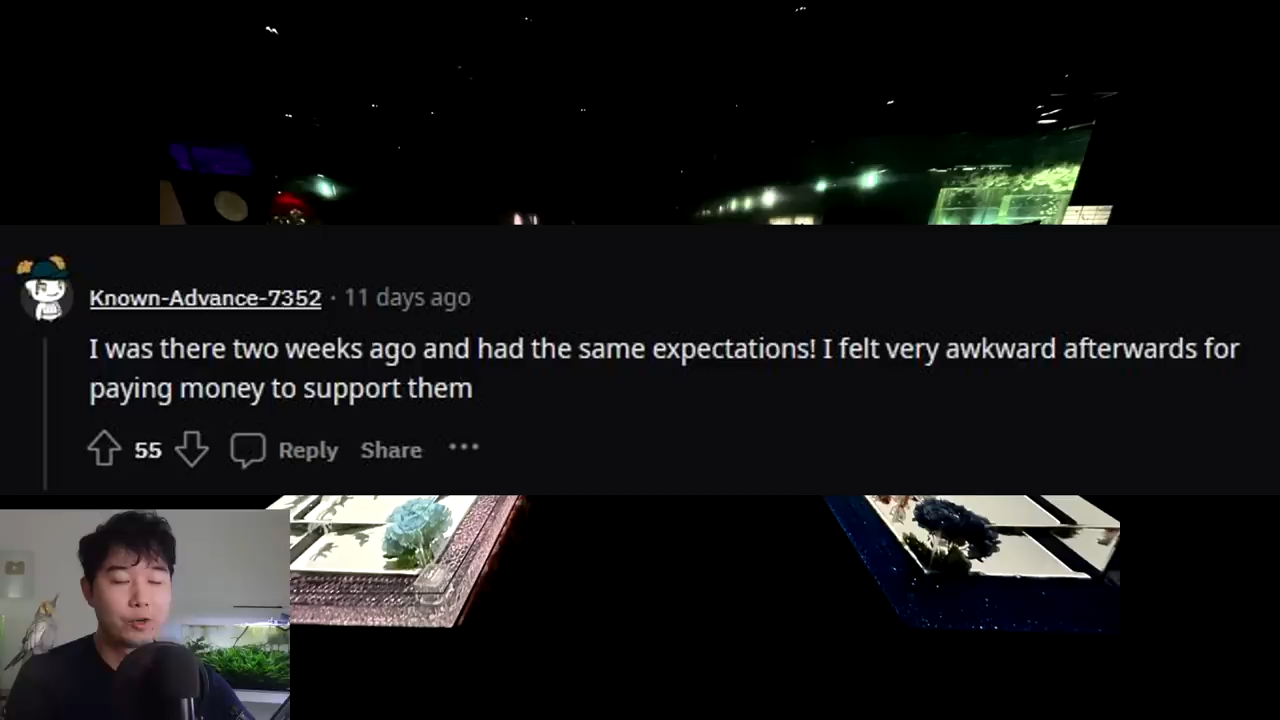 Known-Advance-7352 · 11 days ago
I was there two weeks ago and had the same expectations! I felt very awkward afterwards for
paying money to support them
55 Reply Share ···